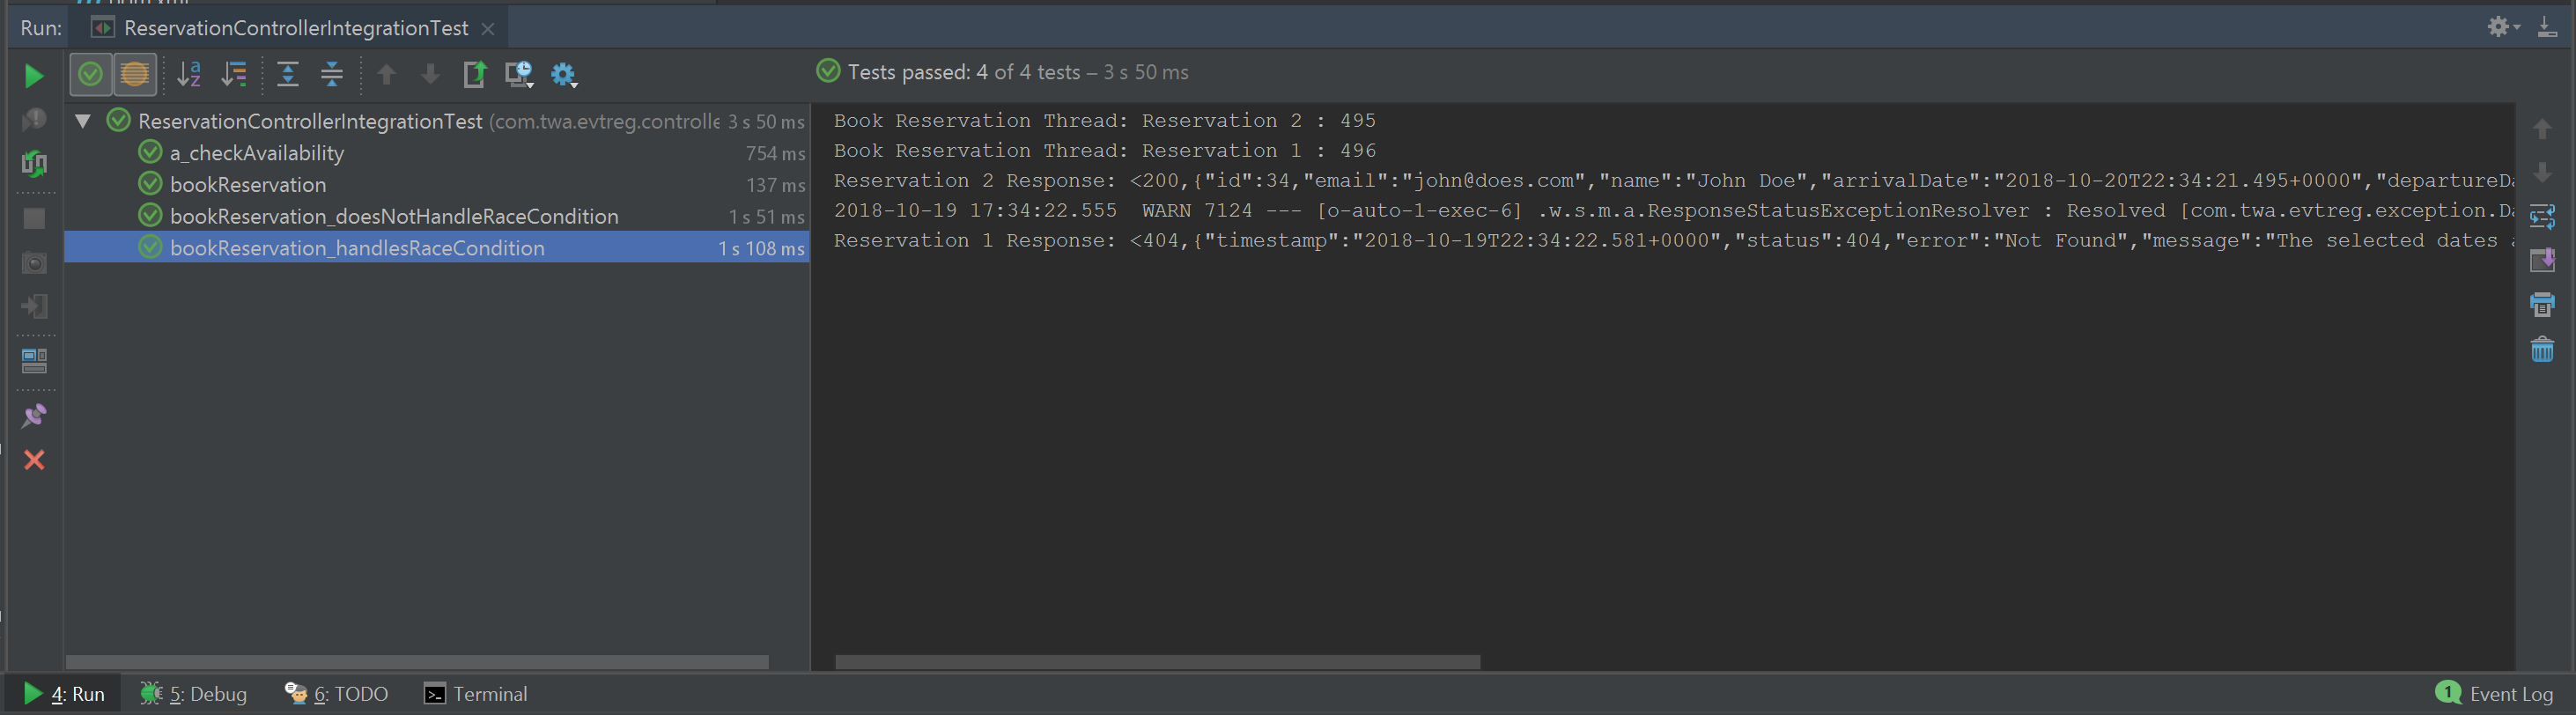 Run: ReservationControllerIntegrationTest
Tests passed: 4 of 4 tests – 3 s 50 ms
ReservationControllerIntegrationTest (com.twa.evtreg.controlle 3 s 50 ms
a_checkAvailability 754 ms
bookReservation 137 ms
bookReservation_doesNotHandleRaceCondition 1 s 51 ms
bookReservation_handlesRaceCondition 1 s 108 ms
Book Reservation Thread: Reservation 2 : 495
Book Reservation Thread: Reservation 1 : 496
Reservation 2 Response: <200,{"id":34,"email":"john@does.com","name":"John Doe","arrivalDate":"2018-10-20T22:34:21.495+0000","departureDa
2018-10-19 17:34:22.555  WARN 7124 --- [o-auto-1-exec-6] .w.s.m.a.ResponseStatusExceptionResolver : Resolved [com.twa.evtreg.exception.Da
Reservation 1 Response: <404,{"timestamp":"2018-10-19T22:34:22.581+0000","status":404,"error":"Not Found","message":"The selected dates a
4: Run 5: Debug 6: TODO Terminal 1 Event Log